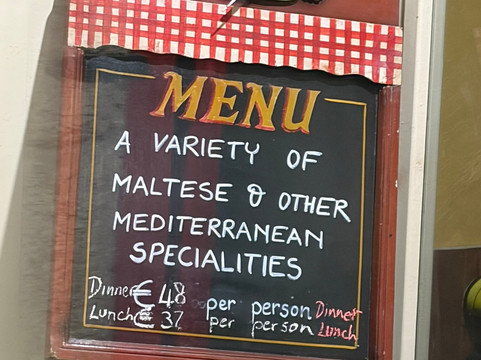 MENU
A VARIETY OF
MALTESE & OTHER
MEDITERRANEAN
SPECIALITIES
Dinner € 48 per person Dinner
Lunch € 37 per person Lunch